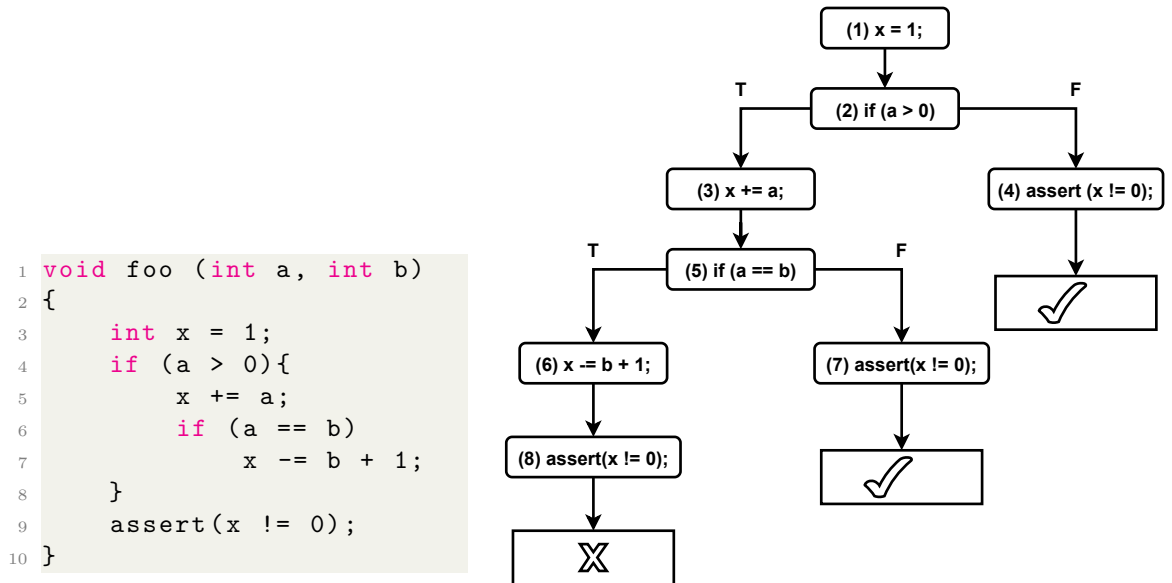 1 void foo (int a, int b)
2 {
3 int x = 1;
4 if (a > 0){
5 x += a;
6 if (a == b)
7 x -= b + 1;
8 }
9 assert(x != 0);
10 }
(1) x = 1;
(2) if (a > 0)
T
F
(3) x += a;
(4) assert (x != 0);
(5) if (a == b)
T
F
(6) x -= b + 1;
(7) assert(x != 0);
(8) assert(x != 0);
X